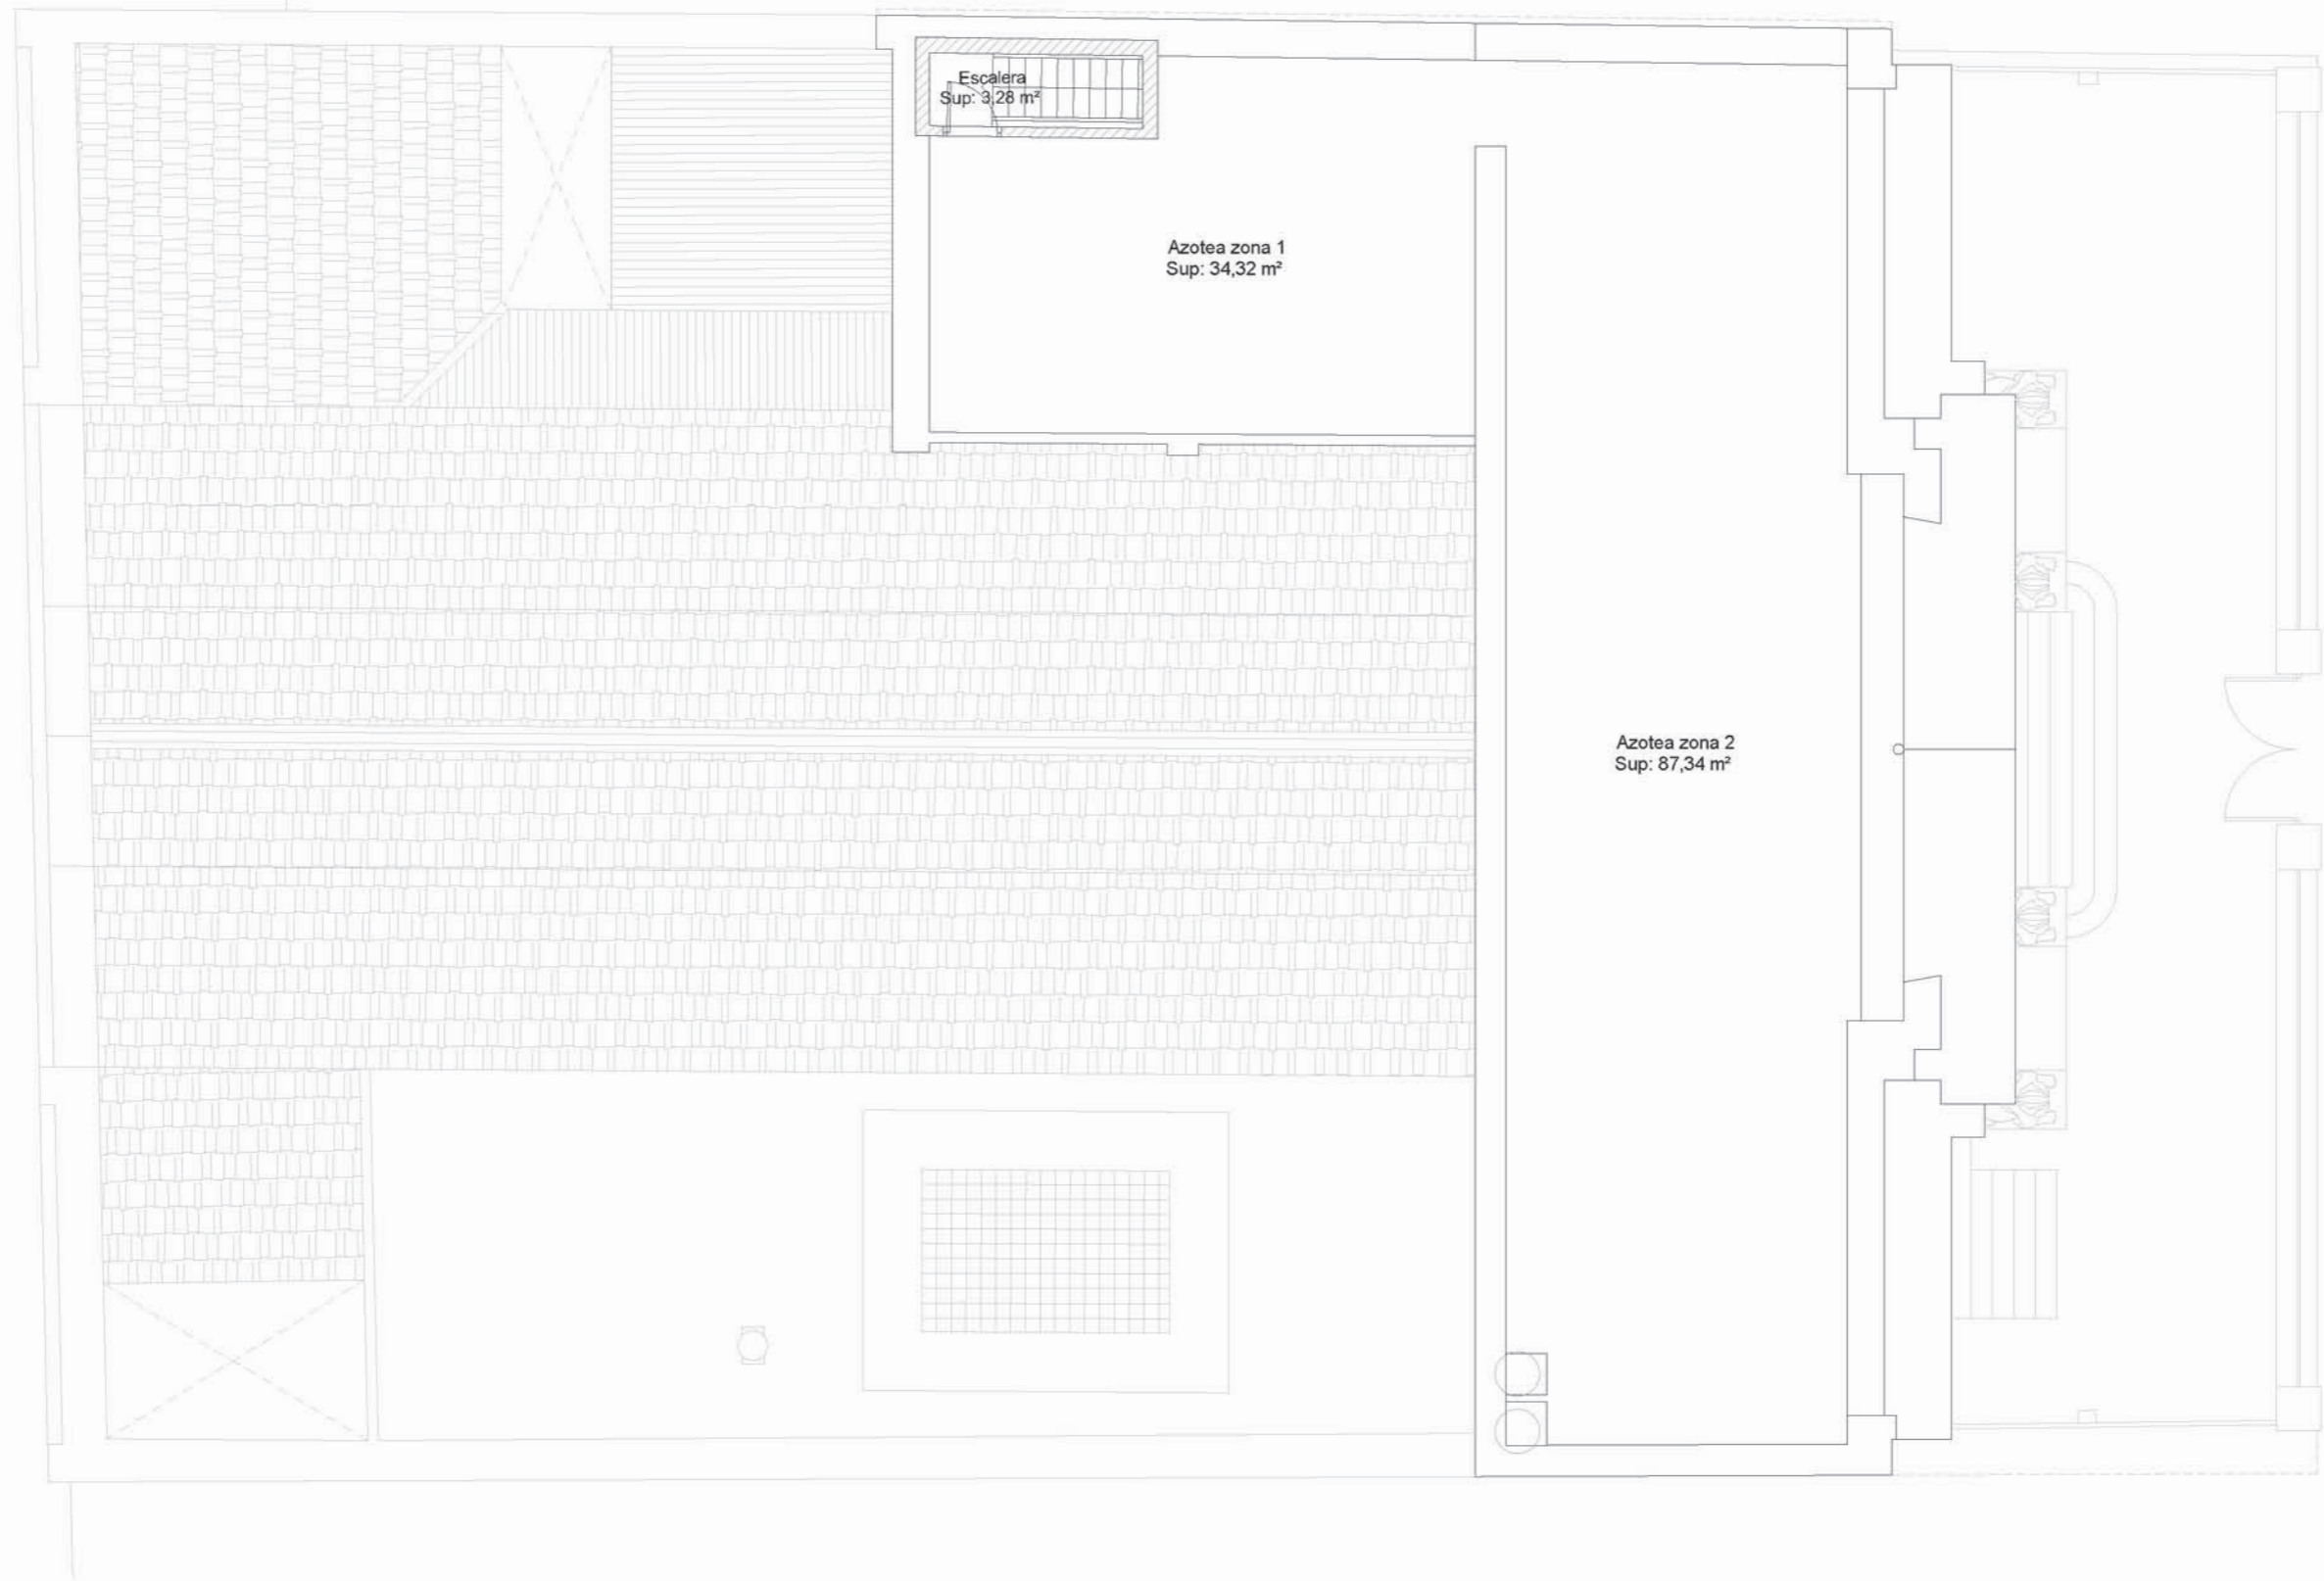 Escalera
Sup: 3,28 m²
Azotea zona 1
Sup: 34,32 m²
Azotea zona 2
Sup: 87,34 m²